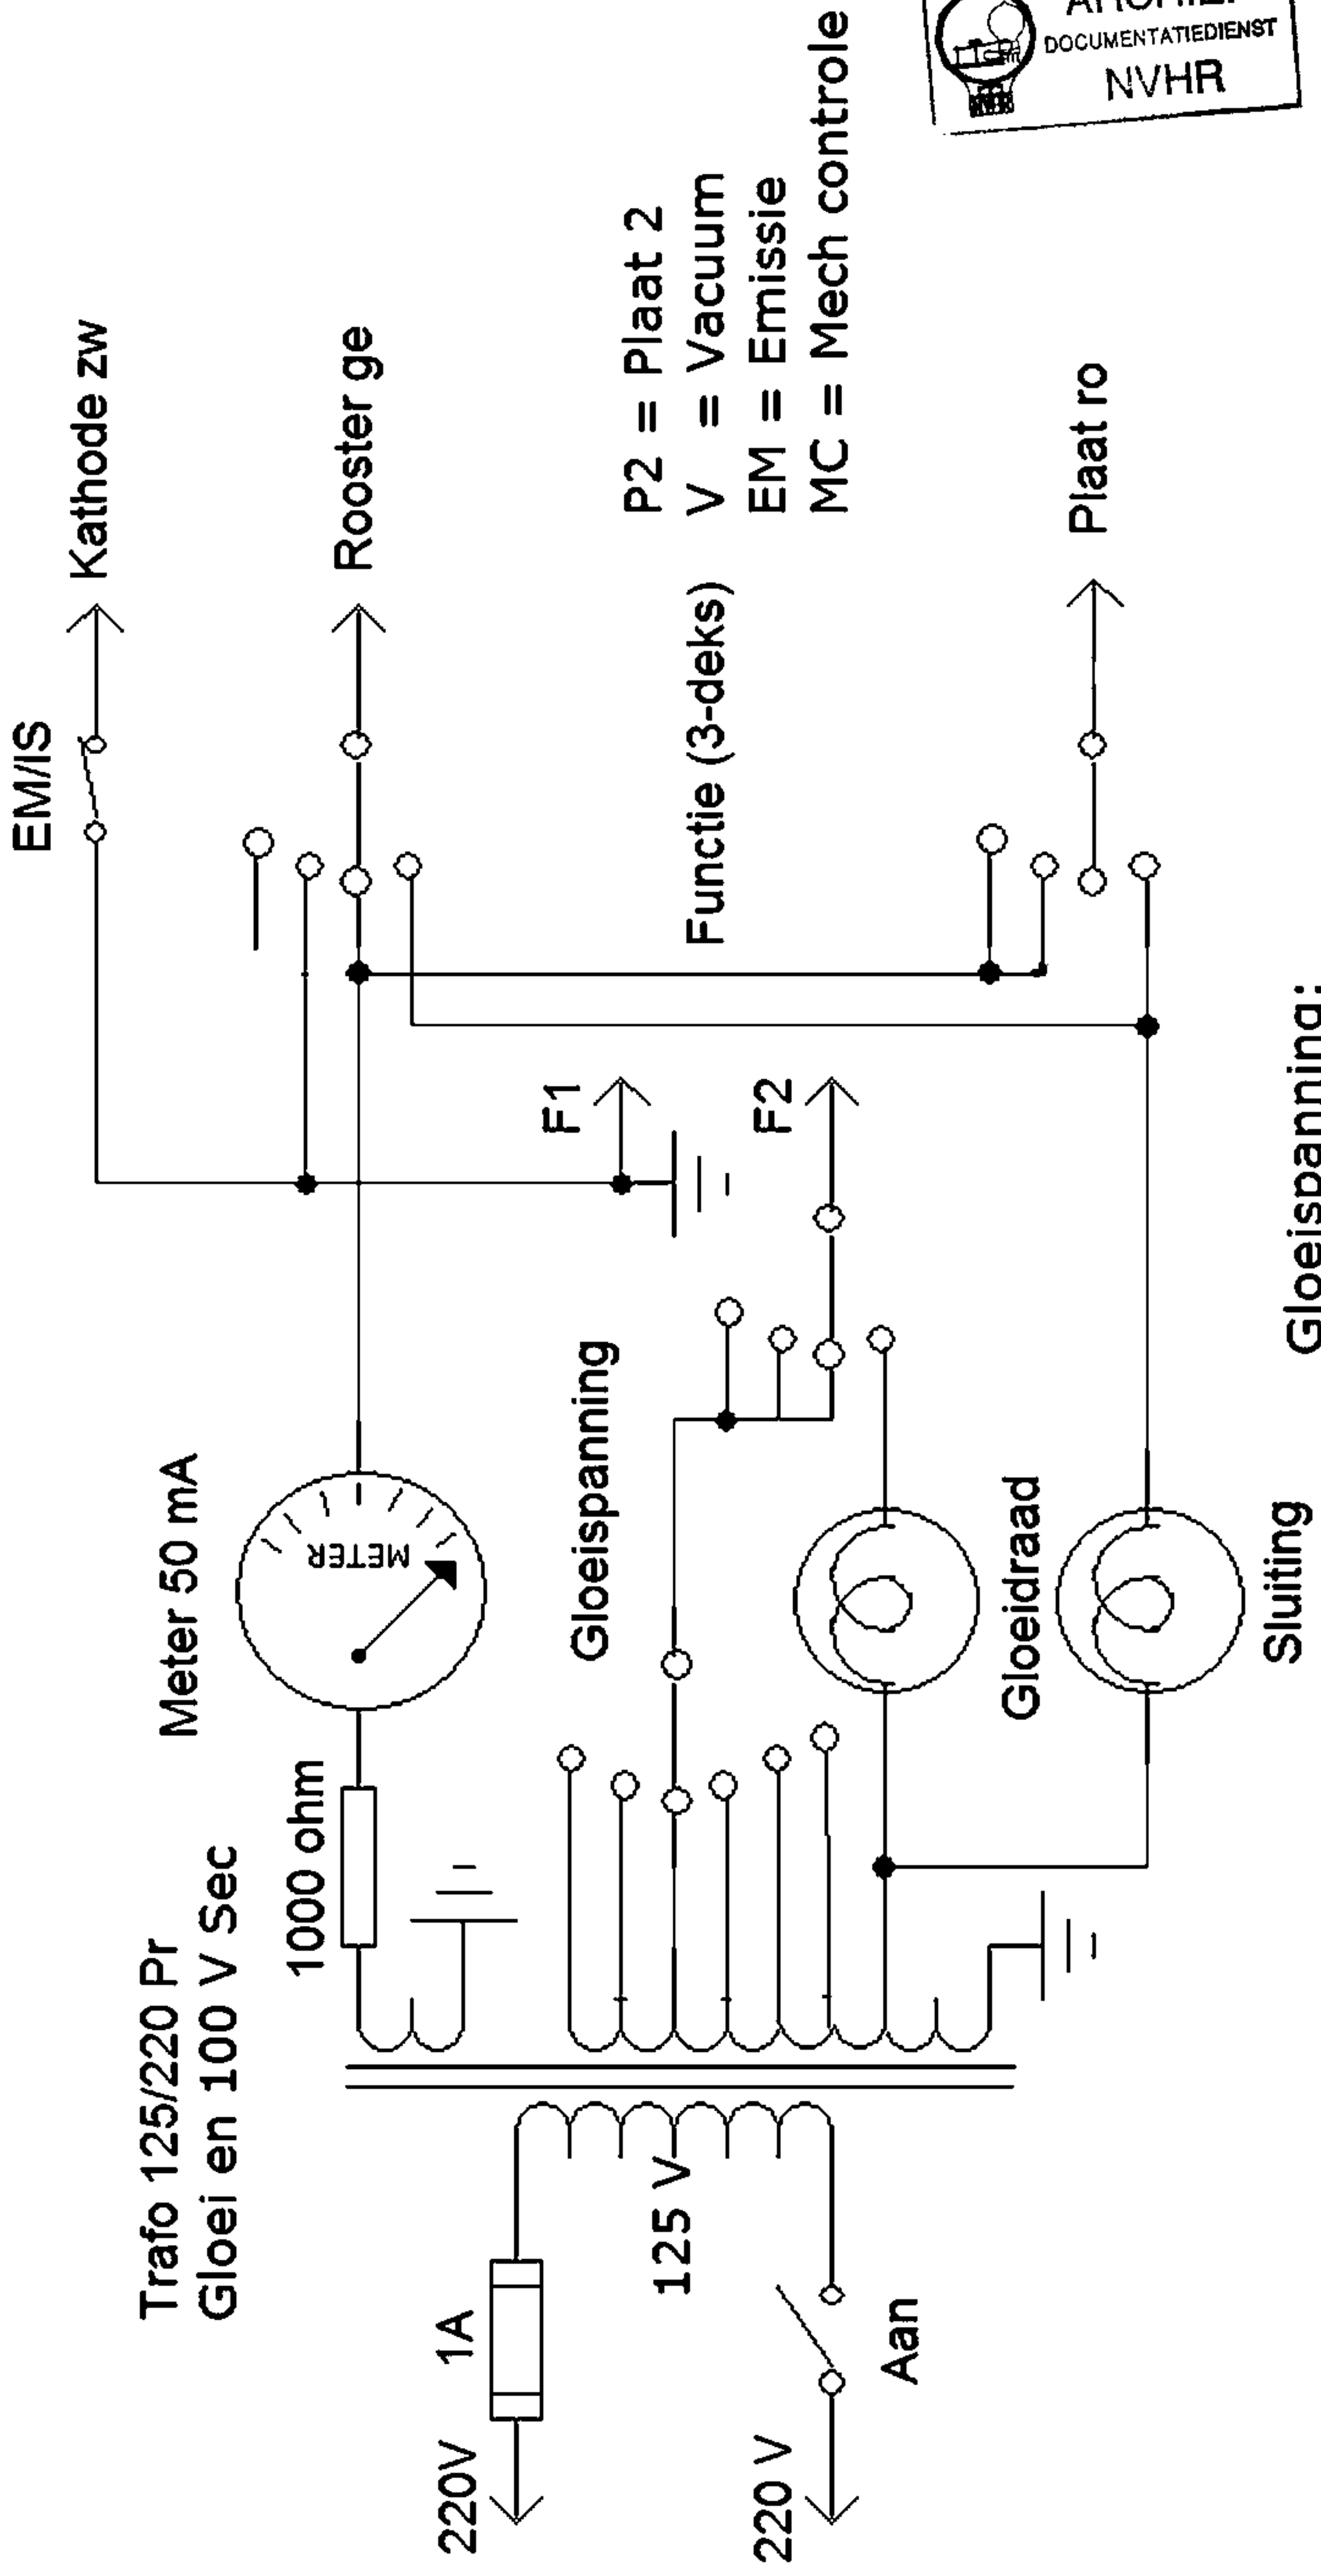 Trafo 125/220 Pr
Gloei en 100 V Sec
1000 ohm
Meter 50 mA
METER
EM/IS
Kathode zw
Rooster ge
220V
1A
125 V
220 V
Aan
Gloeispanning
F1
F2
Functie (3-deks)
P2 = Plaat 2
V = Vacuum
EM = Emissie
MC = Mech controle
Gloeidraad
Sluiting
Plaat ro
Gloeispanning:
DOCUMENTATIEDIENST
NVHR